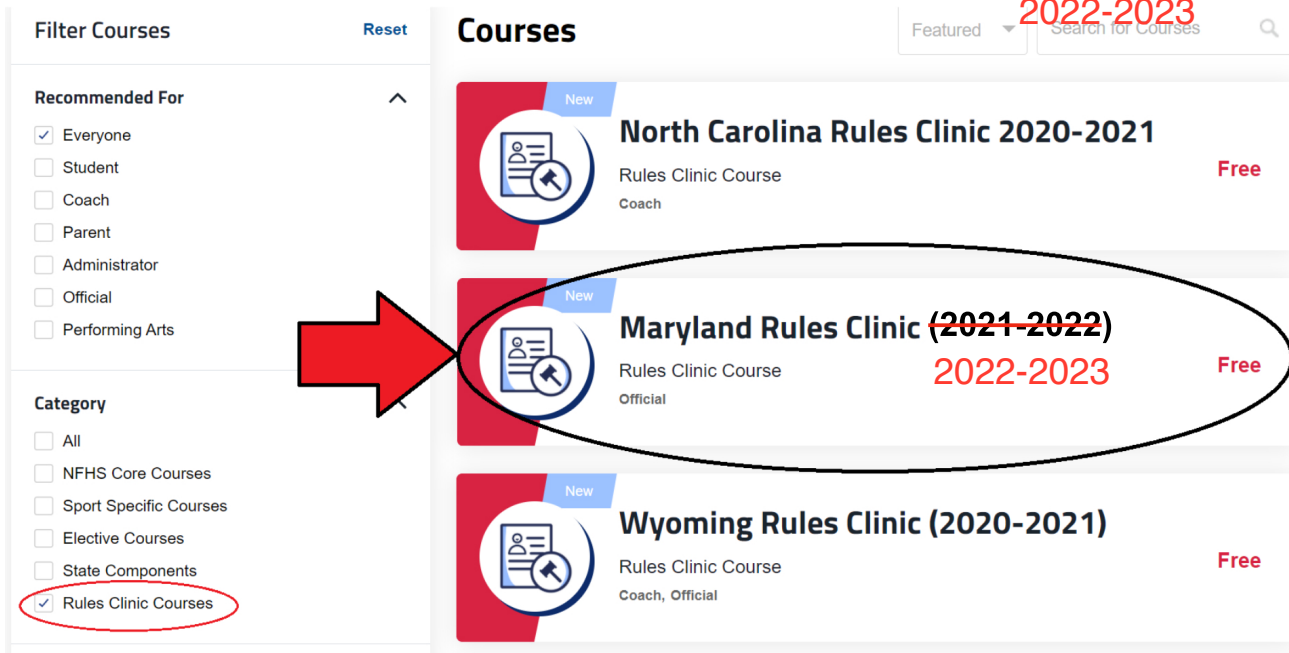 Filter Courses
Reset
Recommended For
Everyone
Student
Coach
Parent
Administrator
Official
Performing Arts
Category
All
NFHS Core Courses
Sport Specific Courses
Elective Courses
State Components
Rules Clinic Courses
Courses
Featured
2022-2023
Search for Courses
New
North Carolina Rules Clinic 2020-2021
Rules Clinic Course
Coach
Free
New
Maryland Rules Clinic (2021-2022)
Rules Clinic Course
2022-2023
Official
Free
New
Wyoming Rules Clinic (2020-2021)
Rules Clinic Course
Coach, Official
Free